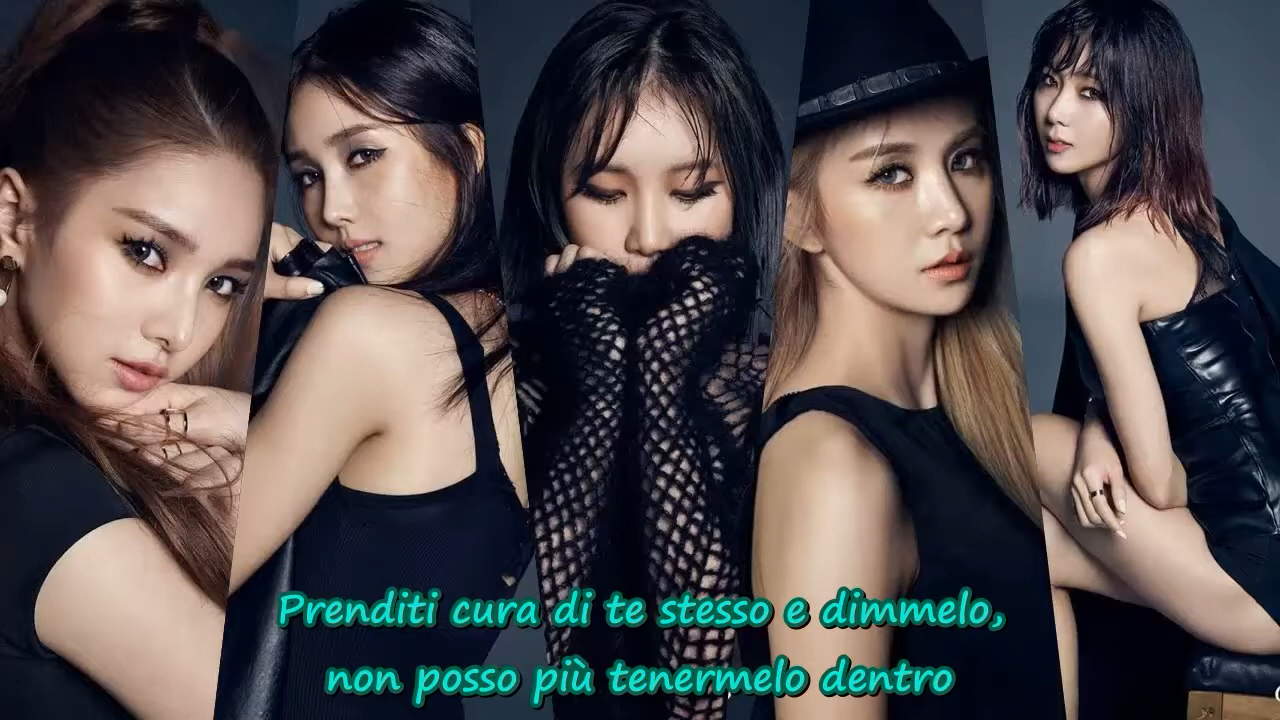 Prenditi cura di te stesso e dimmelo,
non posso più tenermelo dentro